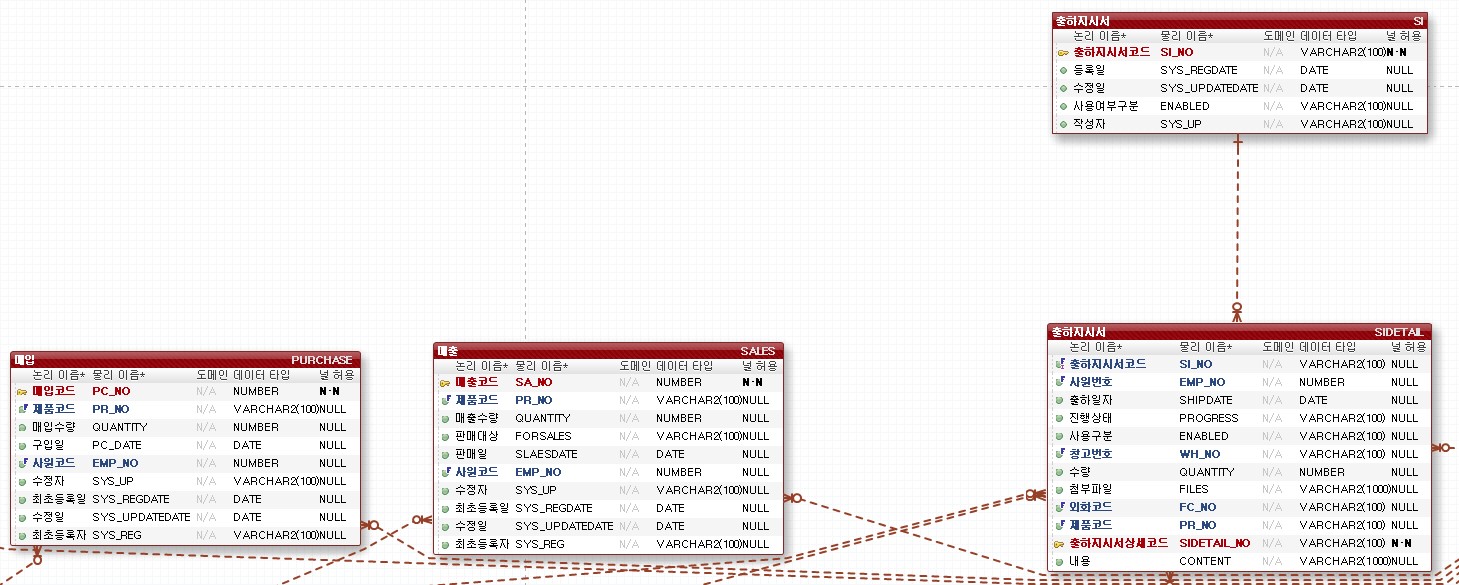 출하지시서 SI
논리 이름* 물리 이름* 도메인 데이터 타입 널 허용
출하지시서코드 SI_NO N/A VARCHAR2(100) N-N
등록일 SYS_REGDATE N/A DATE NULL
수정일 SYS_UPDATEDATE N/A DATE NULL
사용여부구분 ENABLED N/A VARCHAR2(100) NULL
작성자 SYS_UP N/A VARCHAR2(100) NULL
매입 PURCHASE
논리 이름* 물리 이름* 도메인 데이터 타입 널 허용
매입코드 PC_NO N/A NUMBER N-N
제품코드 PR_NO N/A VARCHAR2(100) NULL
매입수량 QUANTITY N/A NUMBER NULL
구입일 PC_DATE N/A DATE NULL
사원코드 EMP_NO N/A NUMBER NULL
수정자 SYS_UP N/A VARCHAR2(100) NULL
최초등록일 SYS_REGDATE N/A DATE NULL
수정일 SYS_UPDATEDATE N/A DATE NULL
최초등록자 SYS_REG N/A VARCHAR2(100) NULL
매출 SALES
논리 이름* 물리 이름* 도메인 데이터 타입 널 허용
매출코드 SA_NO N/A NUMBER N-N
제품코드 PR_NO N/A VARCHAR2(100) NULL
매출수량 QUANTITY N/A NUMBER NULL
판매대상 FORSALES N/A VARCHAR2(100) NULL
판매일 SLAESDATE N/A DATE NULL
사원코드 EMP_NO N/A NUMBER NULL
수정자 SYS_UP N/A VARCHAR2(100) NULL
최초등록일 SYS_REGDATE N/A DATE NULL
수정일 SYS_UPDATEDATE N/A DATE NULL
최초등록자 SYS_REG N/A VARCHAR2(100) NULL
출하지시서 SIDETAIL
논리 이름* 물리 이름* 도메인 데이터 타입 널 허용
출하지시서코드 SI_NO N/A VARCHAR2(100) NULL
사원번호 EMP_NO N/A NUMBER NULL
출하일자 SHIPDATE N/A DATE NULL
진행상태 PROGRESS N/A VARCHAR2(100) NULL
사용구분 ENABLED N/A VARCHAR2(100) NULL
창고번호 WH_NO N/A VARCHAR2(100) NULL
수량 QUANTITY N/A NUMBER NULL
첨부파일 FILES N/A VARCHAR2(1000) NULL
외화코드 FC_NO N/A VARCHAR2(100) NULL
제품코드 PR_NO N/A VARCHAR2(100) NULL
출하지시서상세코드 SIDETAIL_NO N/A VARCHAR2(100) N-N
내용 CONTENT N/A VARCHAR2(1000) NULL